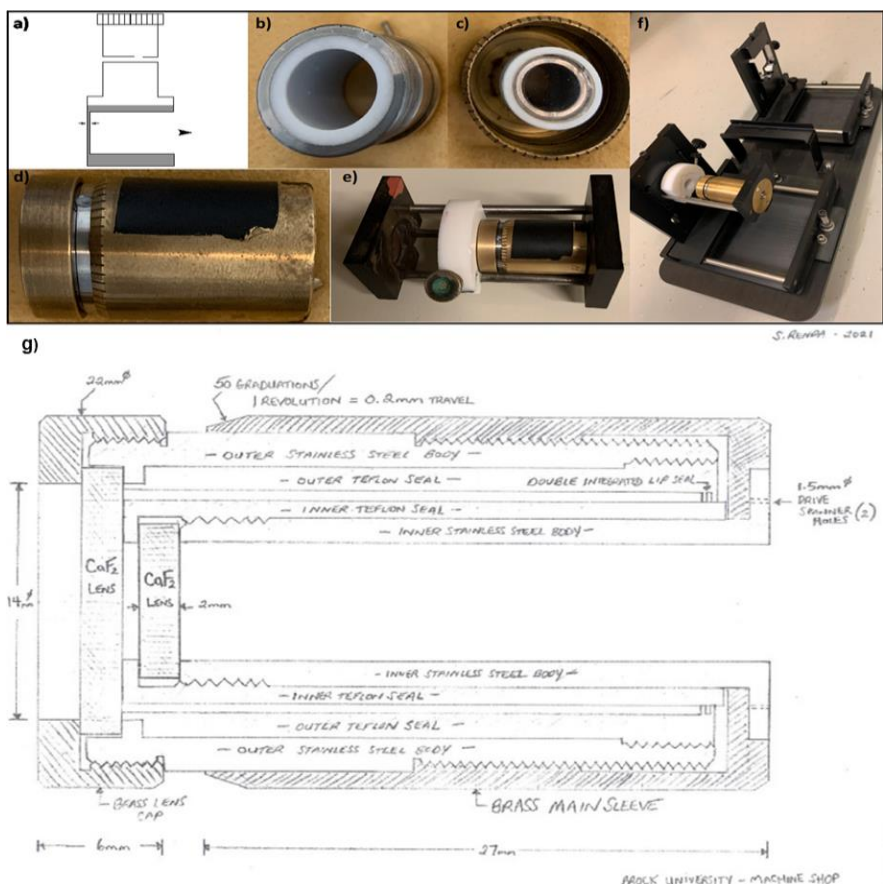 a)
b)
c)
f)
d)
e)
S. RENDA - 2021
g)
22mm ø
50 GRADUATIONS/
1 REVOLUTION = 0.2mm TRAVEL
- OUTER STAINLESS STEEL BODY -
- OUTER TEFLON SEAL -
DOUBLE INTEGRATED LIP SEAL
1.5mm ø
DRIVE
SPANNER (2)
HOLES
- INNER TEFLON SEAL -
- INNER STAINLESS STEEL BODY -
CaF2
LENS
CaF2
LENS
14 ø
2mm
- INNER STAINLESS STEEL BODY -
- INNER TEFLON SEAL -
- OUTER TEFLON SEAL -
- OUTER STAINLESS STEEL BODY -
BRASS LENS
CAP
BRASS MAIN SLEEVE
6mm
27mm
BROCK UNIVERSITY - MACHINE SHOP